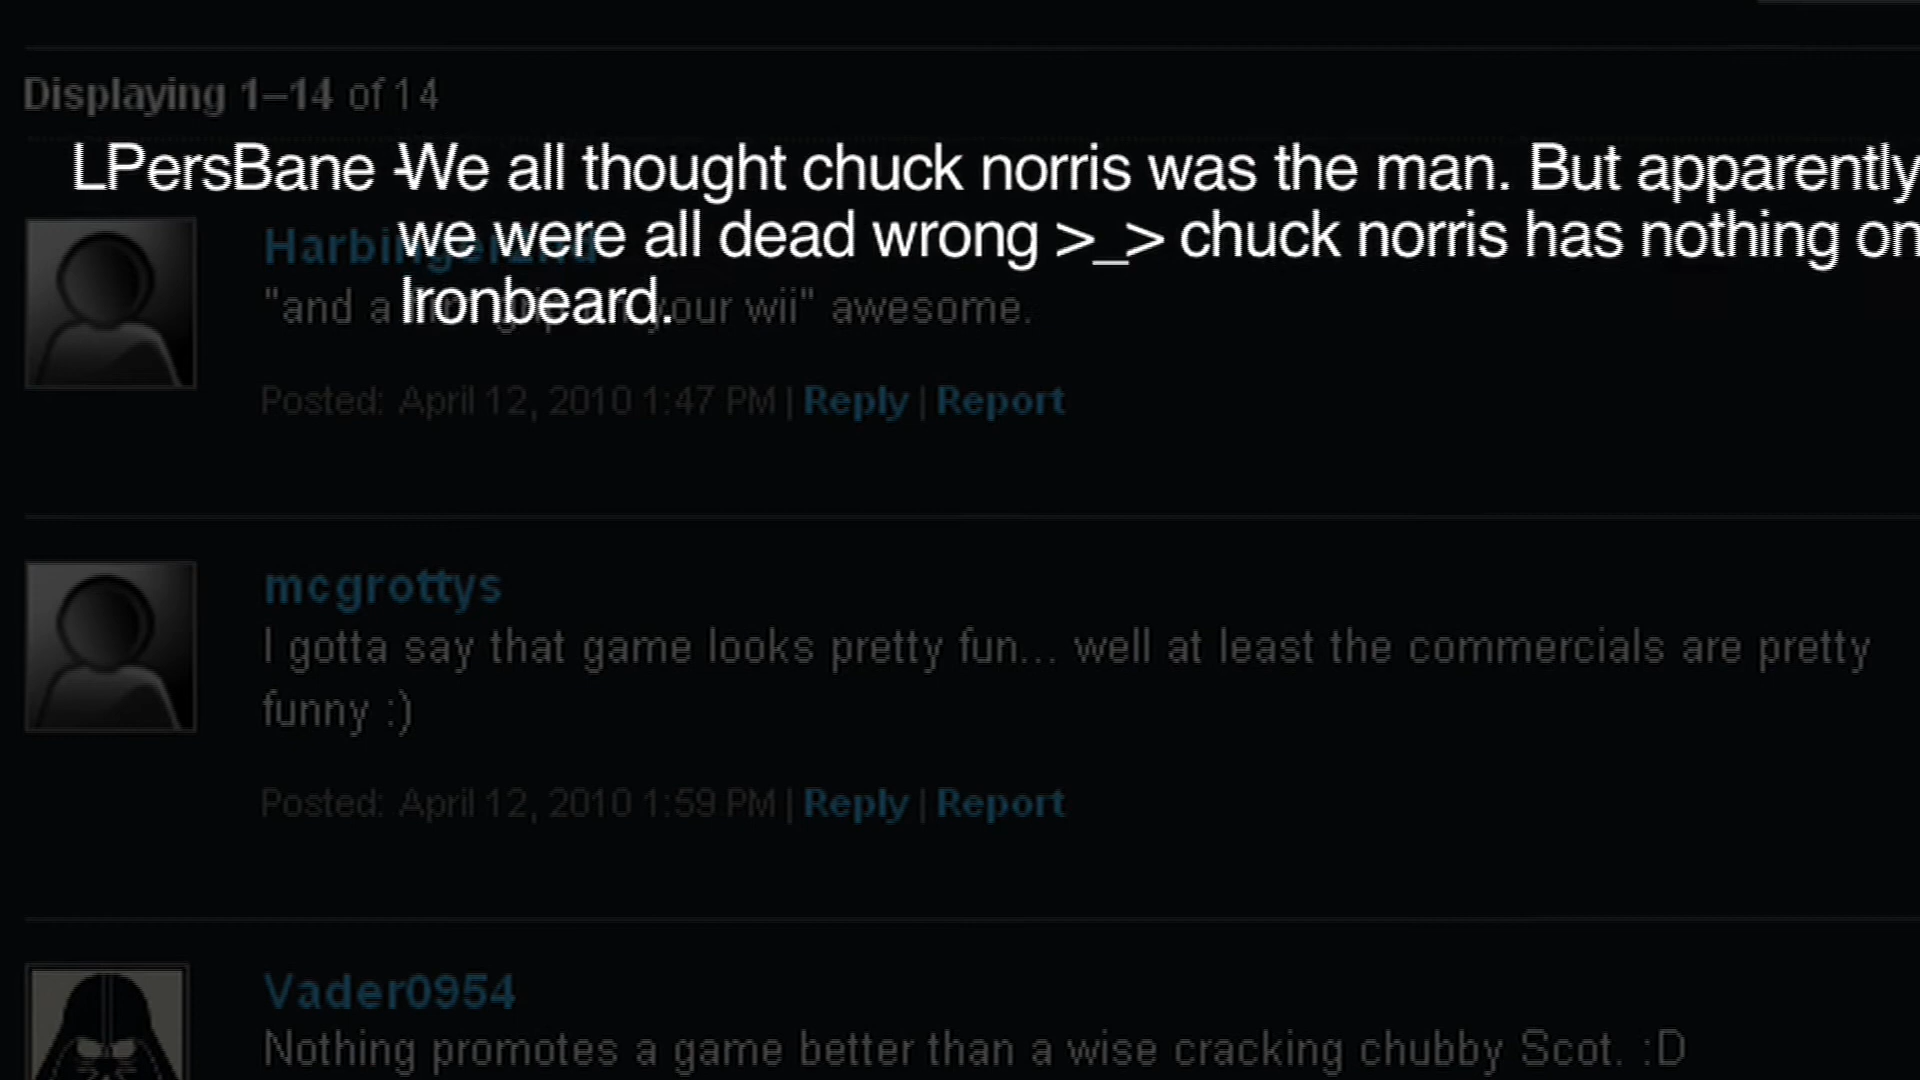 Displaying 1–14 of 14
LPersBane - We all thought chuck norris was the man. But apparently
we were all dead wrong >_> chuck norris has nothing on
Ironbeard.
"and a your wii" awesome.
Posted: April 12, 2010 1:47 PM | Reply | Report
mcgrottys
I gotta say that game looks pretty fun... well at least the commercials are pretty
funny :)
Posted: April 12, 2010 1:59 PM | Reply | Report
Vader0954
Nothing promotes a game better than a wise cracking chubby Scot. :D